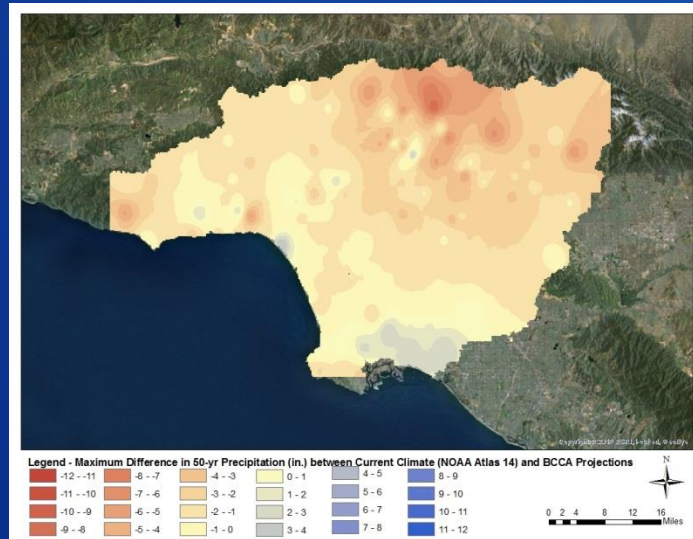 Legend - Maximum Difference in 50-yr Precipitation (in.) between Current Climate (NOAA Atlas 14) and BCCA Projections
-12 - -11 -8 - -7 -4 - -3 0 - 1 4 - 5 8 - 9
-11 - -10 -7 - -6 -3 - -2 1 - 2 5 - 6 9 - 10
-10 - -9 -6 - -5 -2 - -1 2 - 3 6 - 7 10 - 11
-9 - -8 -5 - -4 -1 - 0 3 - 4 7 - 8 11 - 12
N
0 2 4 8 12 16
Miles